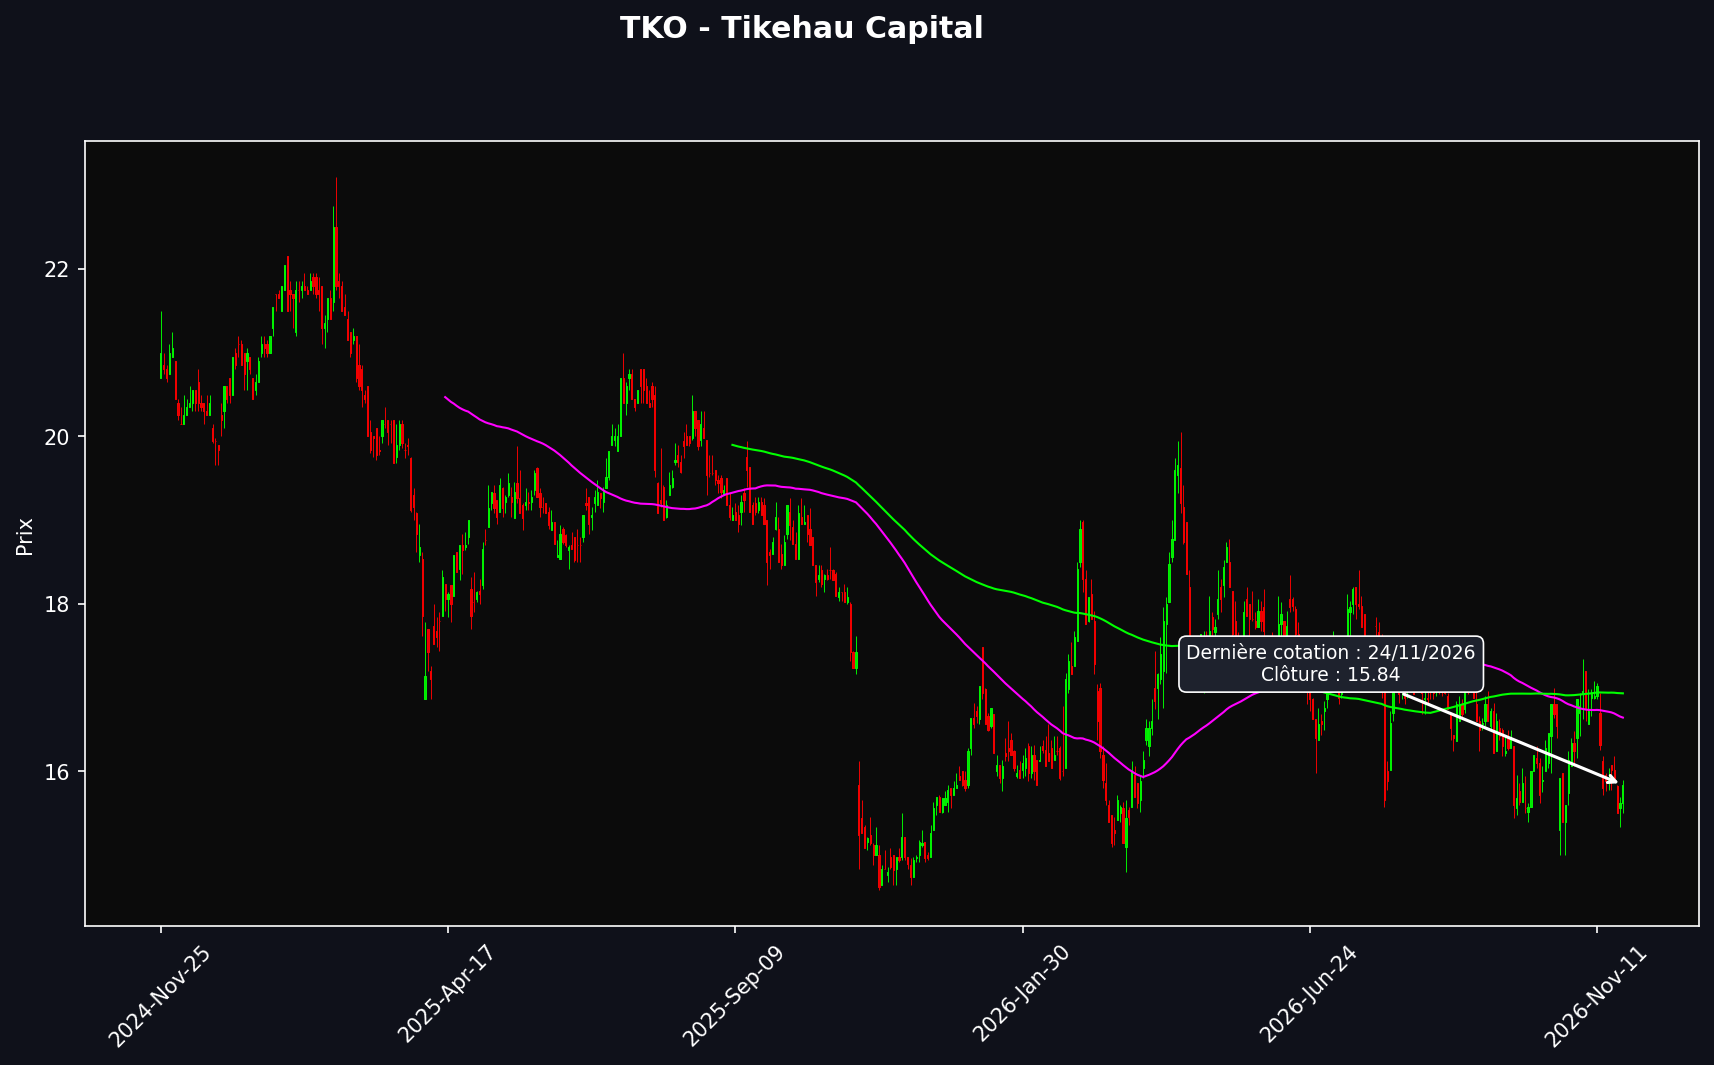 TKO - Tikehau Capital
Prix
22
20
18
16
Dernière cotation : 24/11/2026
Clôture : 15.84
2024-Nov-25
2025-Apr-17
2025-Sep-09
2026-Jan-30
2026-Jun-24
2026-Nov-11